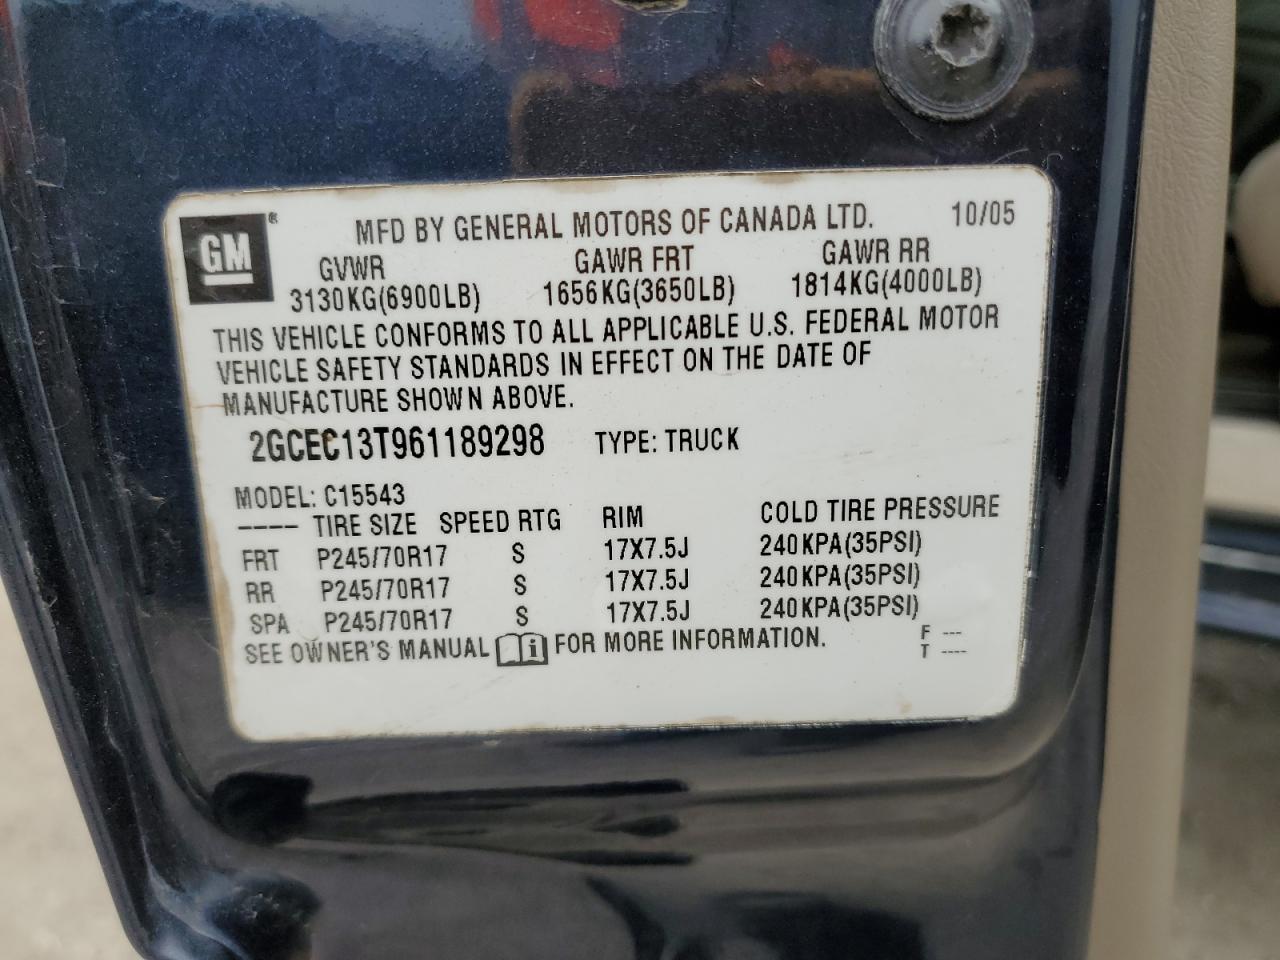 GM ® MFD BY GENERAL MOTORS OF CANADA LTD. 10/05
GVWR GAWR FRT GAWR RR
3130KG(6900LB) 1656KG(3650LB) 1814KG(4000LB)
THIS VEHICLE CONFORMS TO ALL APPLICABLE U.S. FEDERAL MOTOR
VEHICLE SAFETY STANDARDS IN EFFECT ON THE DATE OF
MANUFACTURE SHOWN ABOVE.
2GCEC13T961189298 TYPE: TRUCK
MODEL: C15543
---- TIRE SIZE SPEED RTG RIM COLD TIRE PRESSURE
FRT P245/70R17 S 17X7.5J 240KPA(35PSI)
RR P245/70R17 S 17X7.5J 240KPA(35PSI)
SPA P245/70R17 S 17X7.5J 240KPA(35PSI)
SEE OWNER'S MANUAL i FOR MORE INFORMATION. F ---
T ----